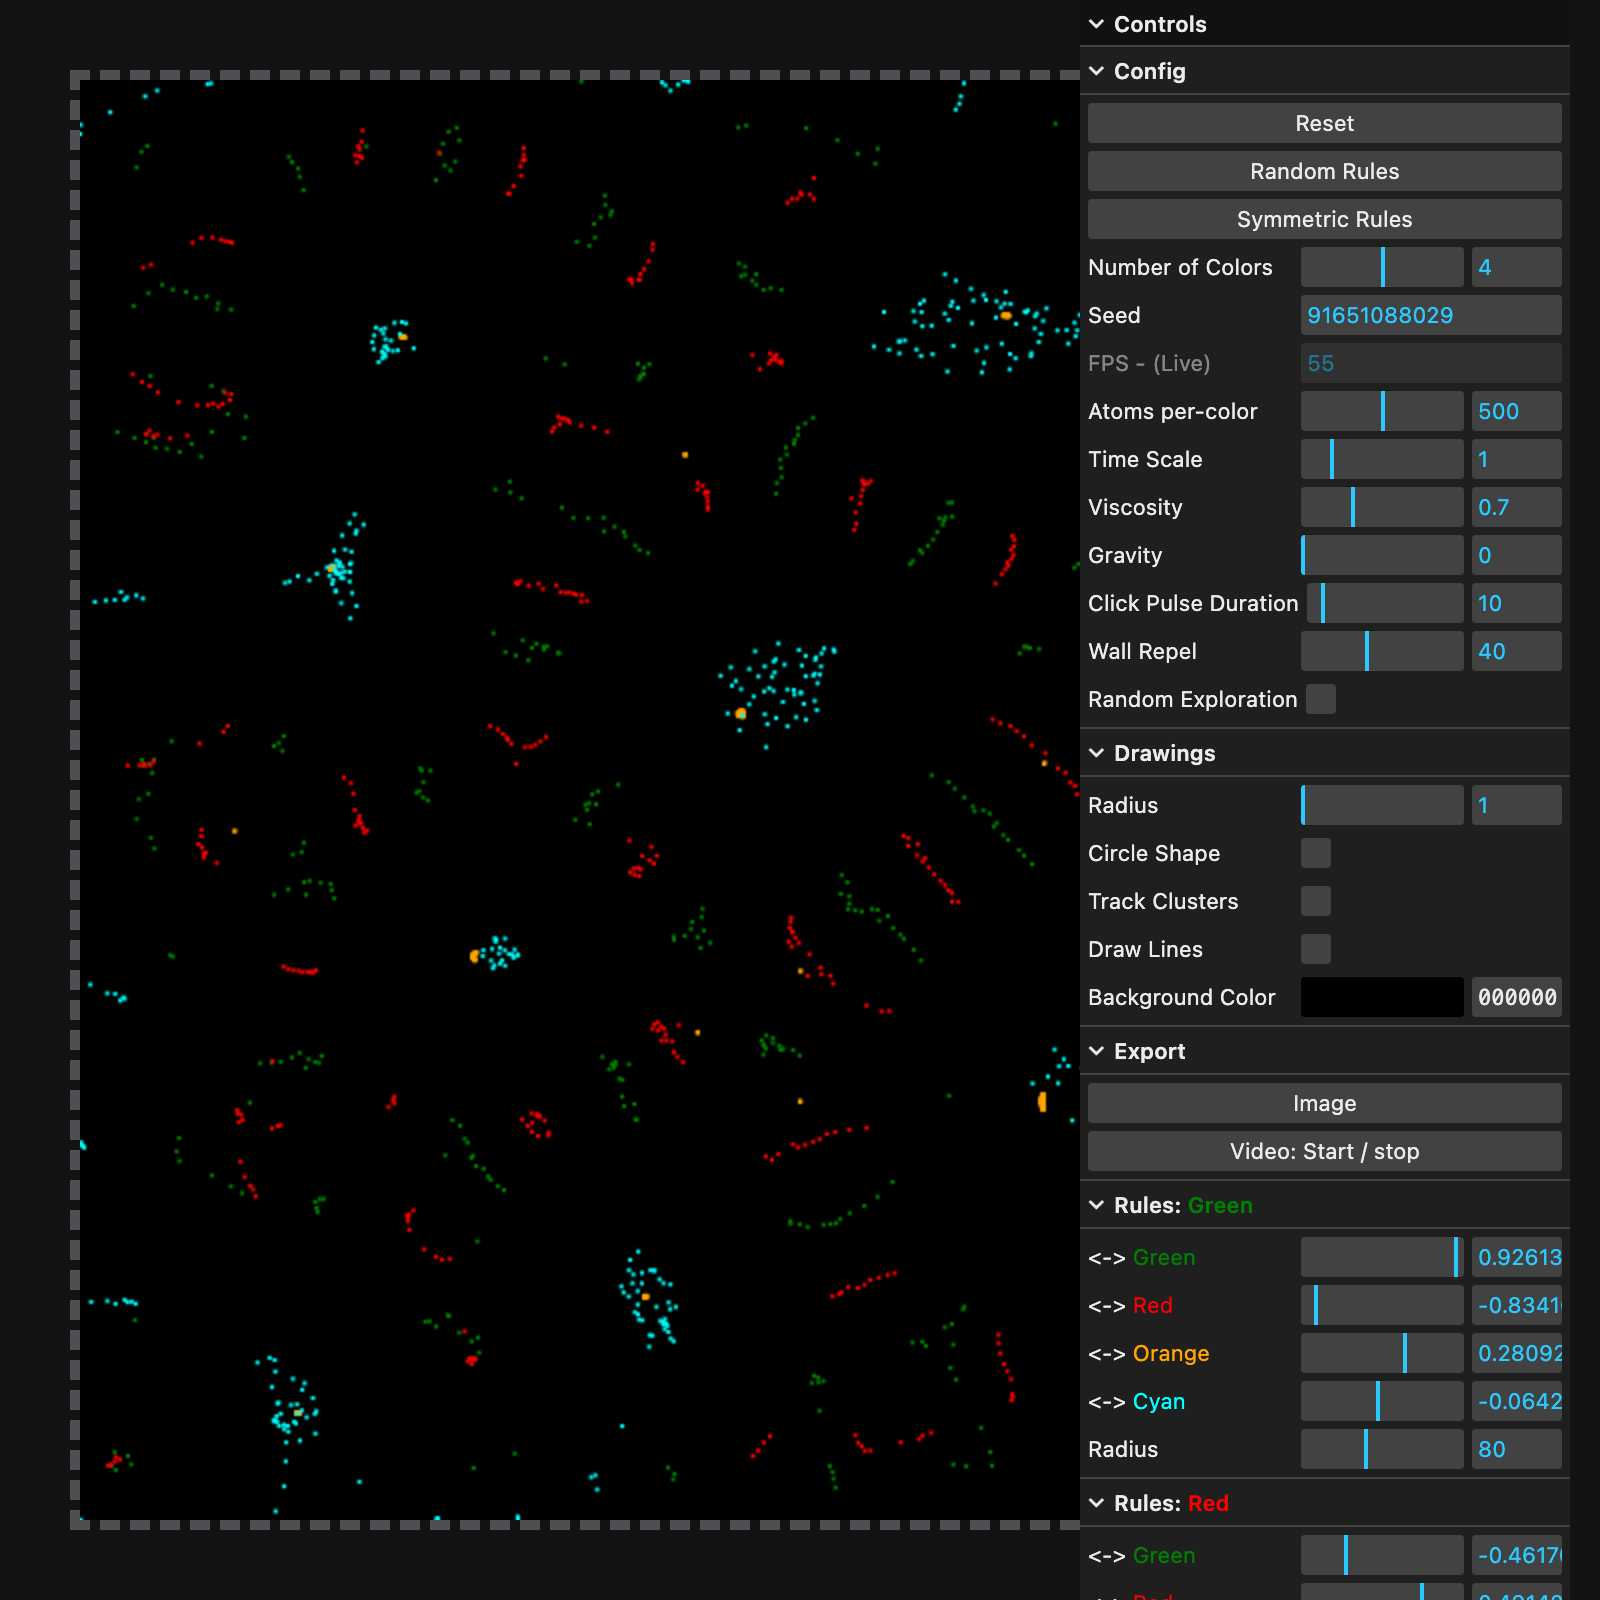 Controls
Config
Reset
Random Rules
Symmetric Rules
Number of Colors 4
Seed 91651088029
FPS - (Live) 55
Atoms per-color 500
Time Scale 1
Viscosity 0.7
Gravity 0
Click Pulse Duration 10
Wall Repel 40
Random Exploration
Drawings
Radius 1
Circle Shape
Track Clusters
Draw Lines
Background Color 000000
Export
Image
Video: Start / stop
Rules: Green
<-> Green 0.92613
<-> Red -0.8341
<-> Orange 0.28092
<-> Cyan -0.0642
Radius 80
Rules: Red
<-> Green -0.4617